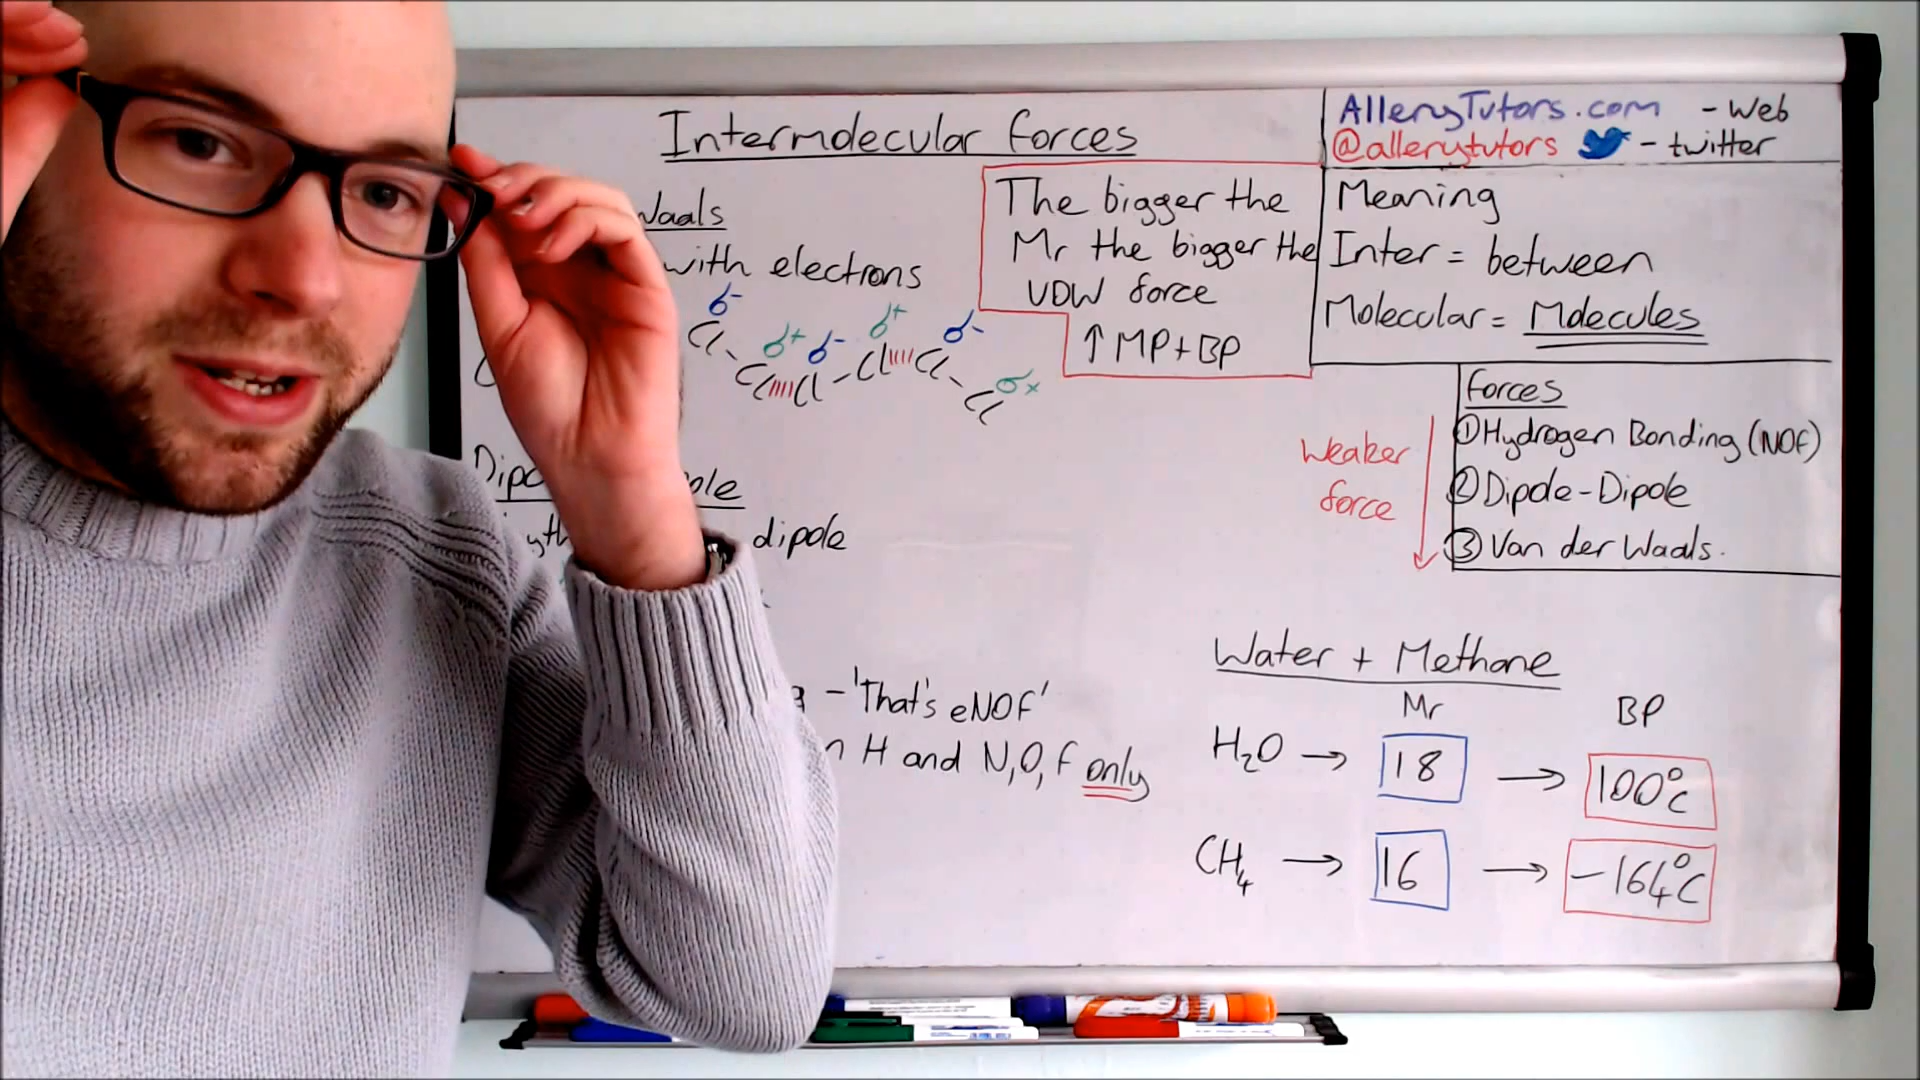 Intermolecular forces
AlleryTutors.com - Web
@allerytutors - twitter
Waals
with electrons
δ- δ+ δ- δ+ δ- δ+
Cl - Cl Cl - Cl Cl - Cl
The bigger the
Mr the bigger the
VDW force
↑ MP + BP
Meaning
Inter = between
Molecular = Molecules
Forces
① Hydrogen Bonding (NOF)
② Dipole-Dipole
③ Van der Waals.
Weaker
force
dipole
- 'That's eNOF'
H and N, O, F only
Water + Methane
Mr BP
H₂O → 18 → 100°C
CH₄ → 16 → -164°C